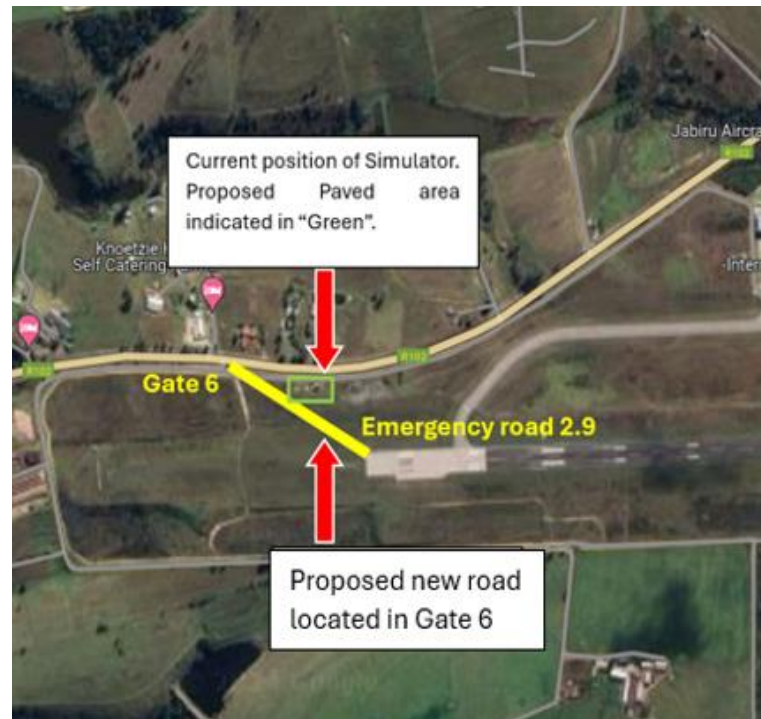 Jabiru Aircra
R102
Current position of Simulator.
Proposed Paved area
indicated in “Green”.
Knoetzie
Self Catering
-Inter
R102
R102
Gate 6
Emergency road 2.9
Proposed new road
located in Gate 6